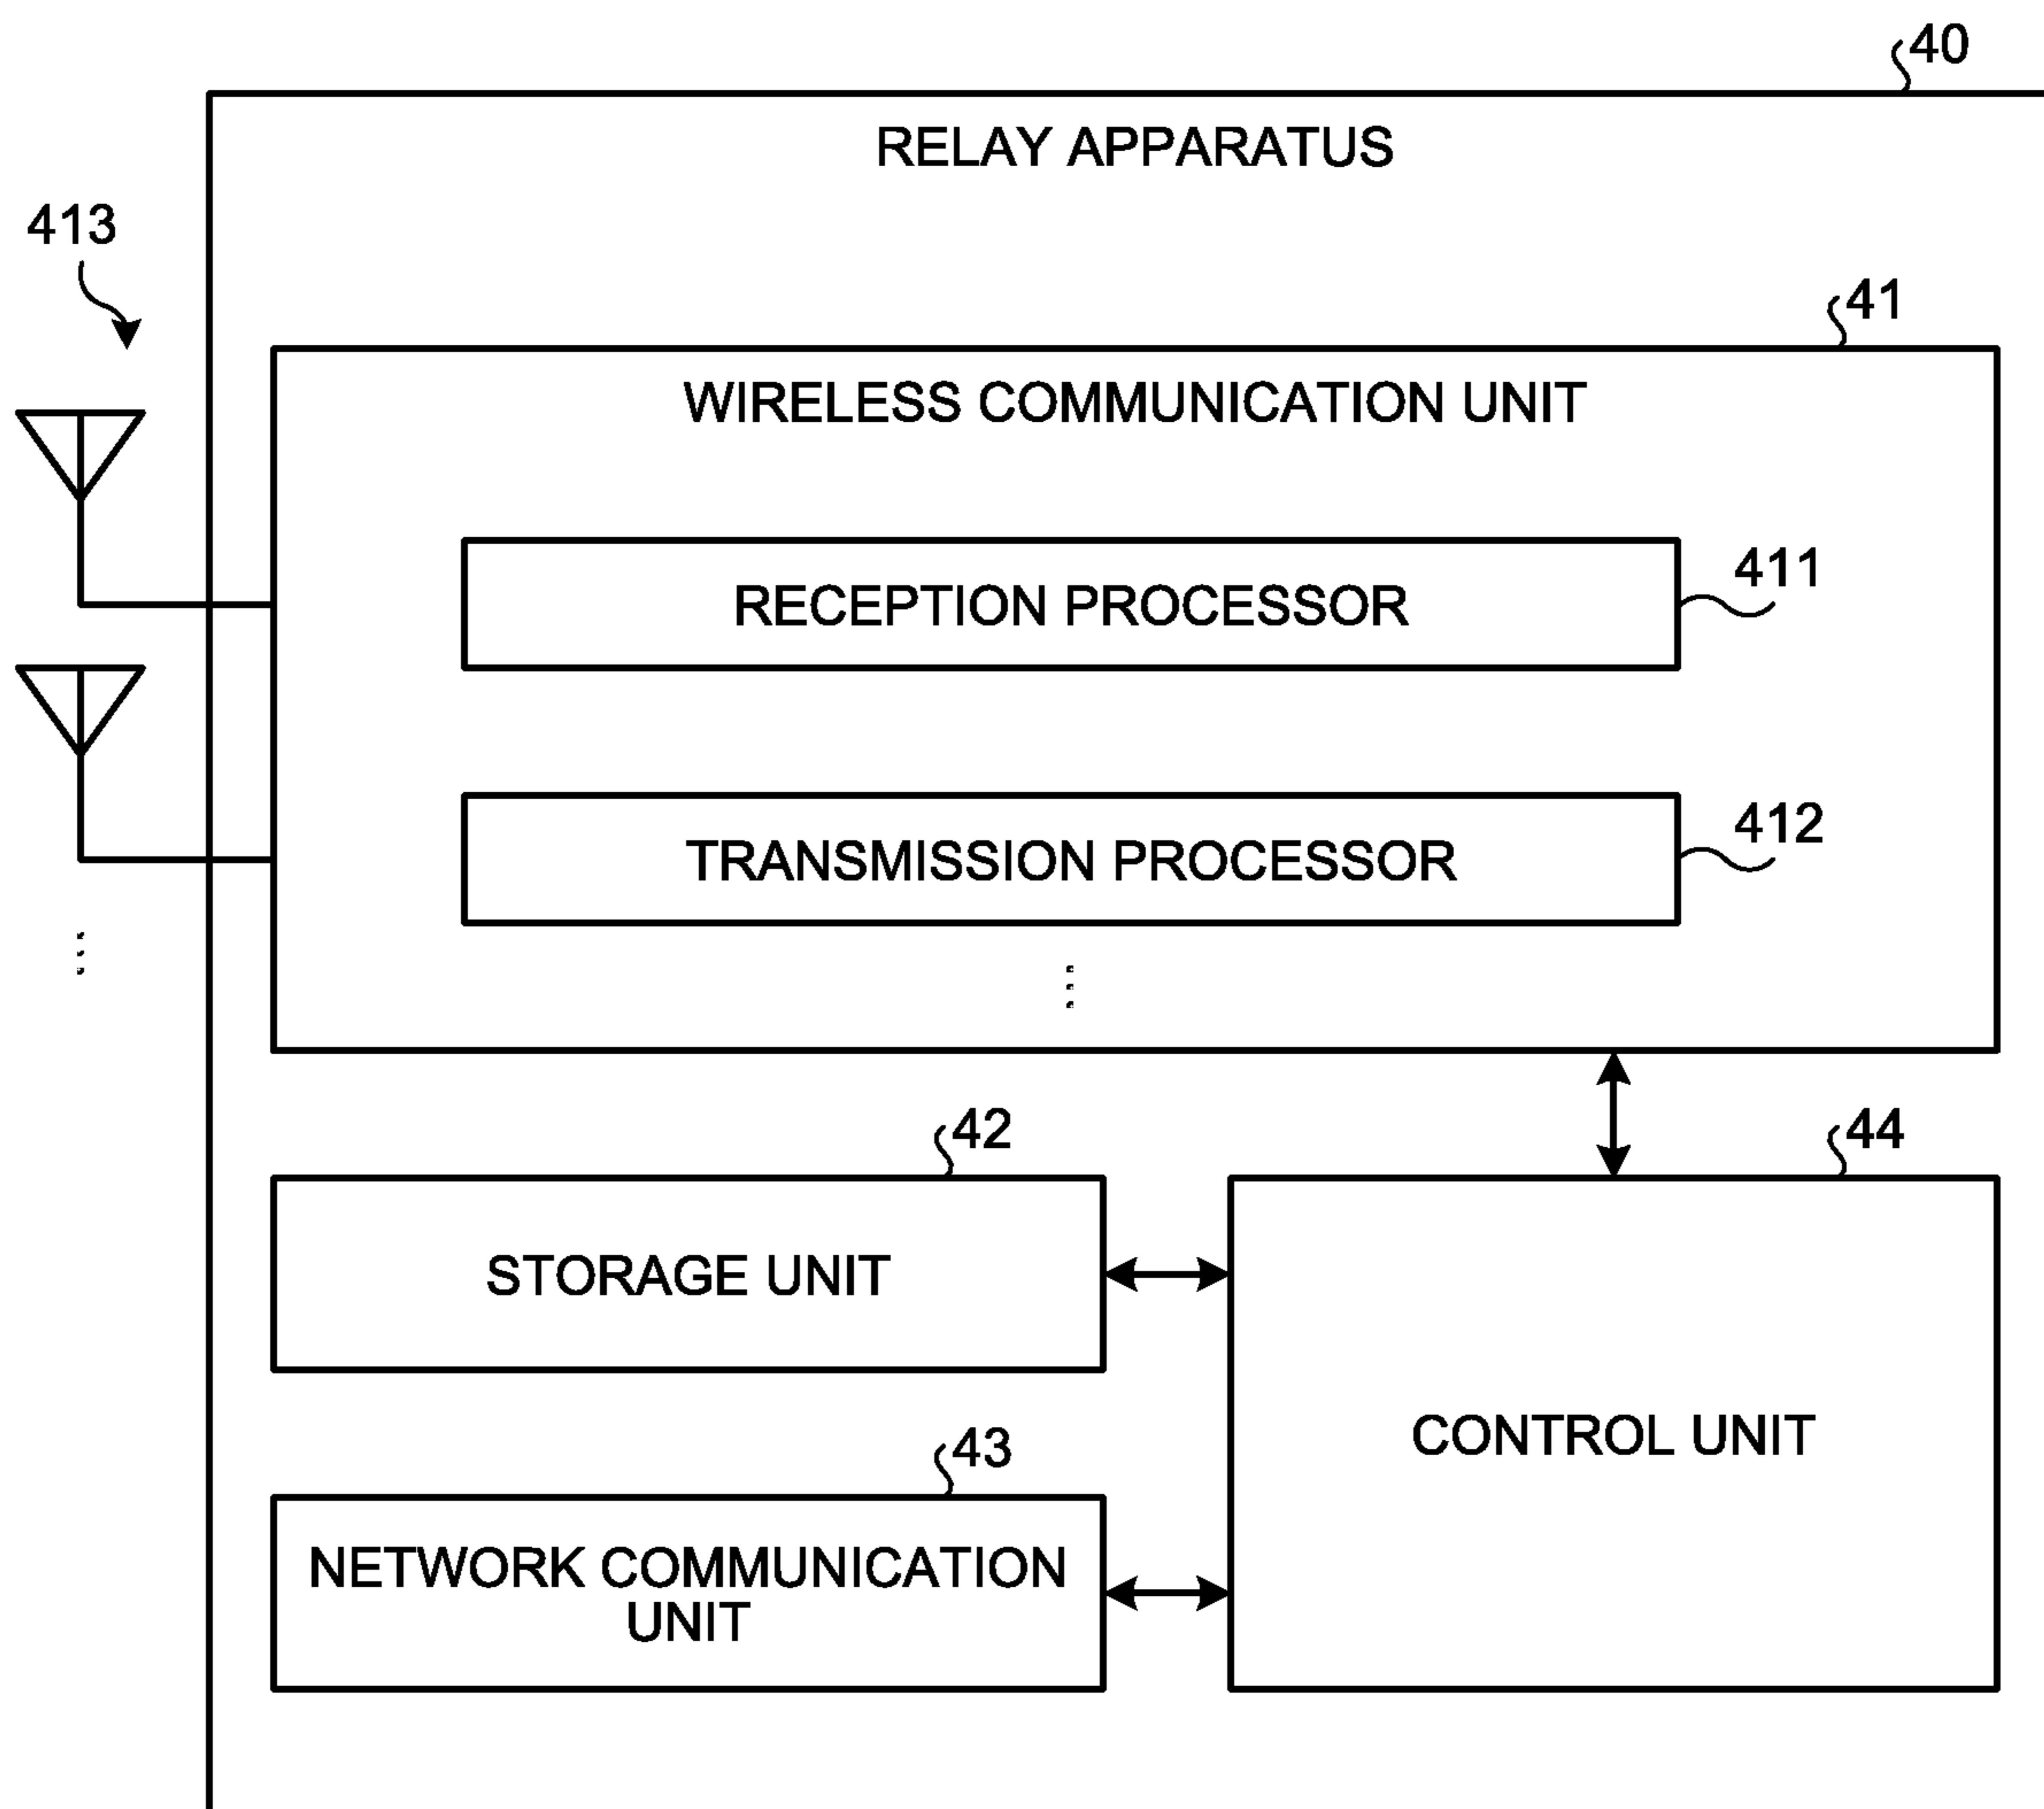 40
RELAY APPARATUS
413
41
WIRELESS COMMUNICATION UNIT
RECEPTION PROCESSOR
411
TRANSMISSION PROCESSOR
412
42
44
STORAGE UNIT
CONTROL UNIT
43
NETWORK COMMUNICATION
UNIT